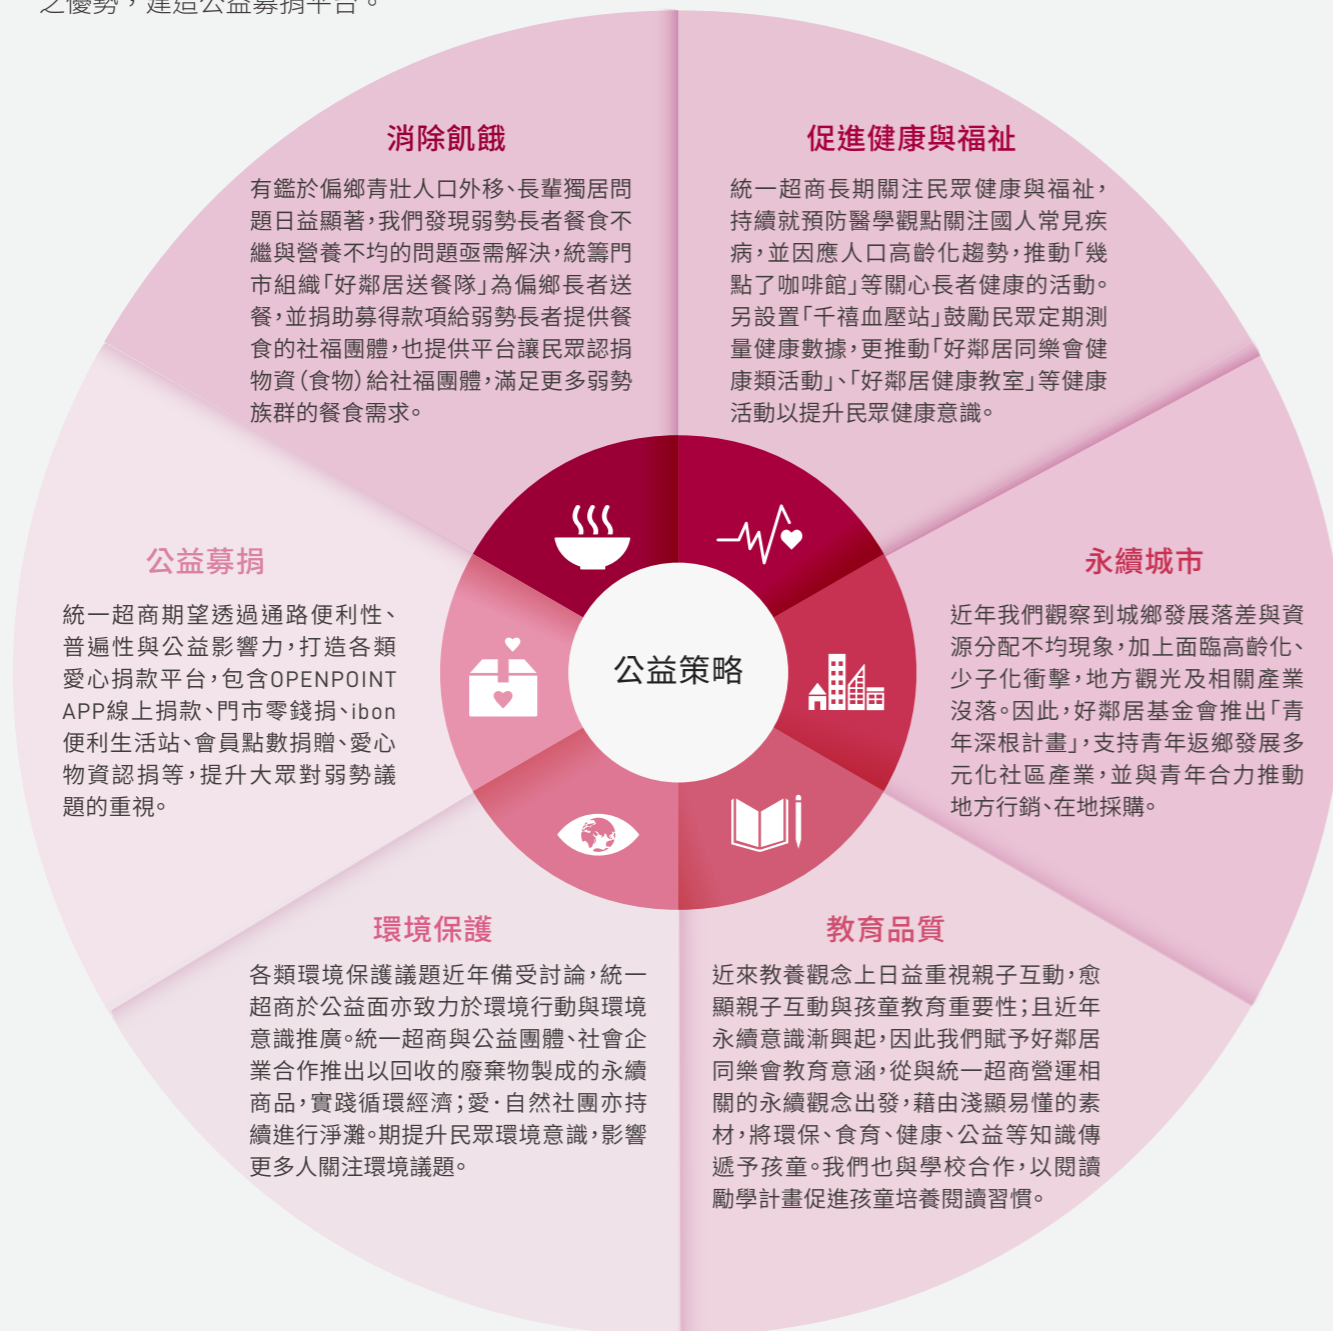 之優勢，建造公益募捐平台。
消除飢餓
有鑑於偏鄉青壯人口外移、長輩獨居問
題日益顯著，我們發現弱勢長者餐食不
繼與營養不均的問題亟需解決，統籌門
市組織「好鄰居送餐隊」為偏鄉長者送
餐，並捐助募得款項給弱勢長者提供餐
食的社福團體，也提供平台讓民眾認捐
物資（食物）給社福團體，滿足更多弱勢
族群的餐食需求。
促進健康與福祉
統一超商長期關注民眾健康與福祉，
持續就預防醫學觀點關注國人常見疾
病，並因應人口高齡化趨勢，推動「幾
點了咖啡館」等關心長者健康的活動。
另設置「千禧血壓站」鼓勵民眾定期測
量健康數據，更推動「好鄰居同樂會健
康類活動」、「好鄰居健康教室」等健康
活動以提升民眾健康意識。
公益募捐
統一超商期望透過通路便利性、
普遍性與公益影響力，打造各類
愛心捐款平台，包含OPENPOINT
APP線上捐款、門市零錢捐、ibon
便利生活站、會員點數捐贈、愛心
物資認捐等，提升大眾對弱勢議
題的重視。
公益策略
永續城市
近年我們觀察到城鄉發展落差與資
源分配不均現象，加上面臨高齡化、
少子化衝擊，地方觀光及相關產業
沒落。因此，好鄰居基金會推出「青
年深根計畫」，支持青年返鄉發展多
元化社區產業，並與青年合力推動
地方行銷、在地採購。
環境保護
各類環境保護議題近年備受討論，統一
超商於公益面亦致力於環境行動與環境
意識推廣。統一超商與公益團體、社會企
業合作推出以回收的廢棄物製成的永續
商品，實踐循環經濟；愛·自然社團亦持
續進行淨灘。期提升民眾環境意識，影響
更多人關注環境議題。
教育品質
近來教養觀念上日益重視親子互動，愈
顯親子互動與孩童教育重要性；且近年
永續意識漸興起，因此我們賦予好鄰居
同樂會教育意涵，從與統一超商營運相
關的永續觀念出發，藉由淺顯易懂的素
材，將環保、食育、健康、公益等知識傳
遞予孩童。我們也與學校合作，以閱讀
勵學計畫促進孩童培養閱讀習慣。